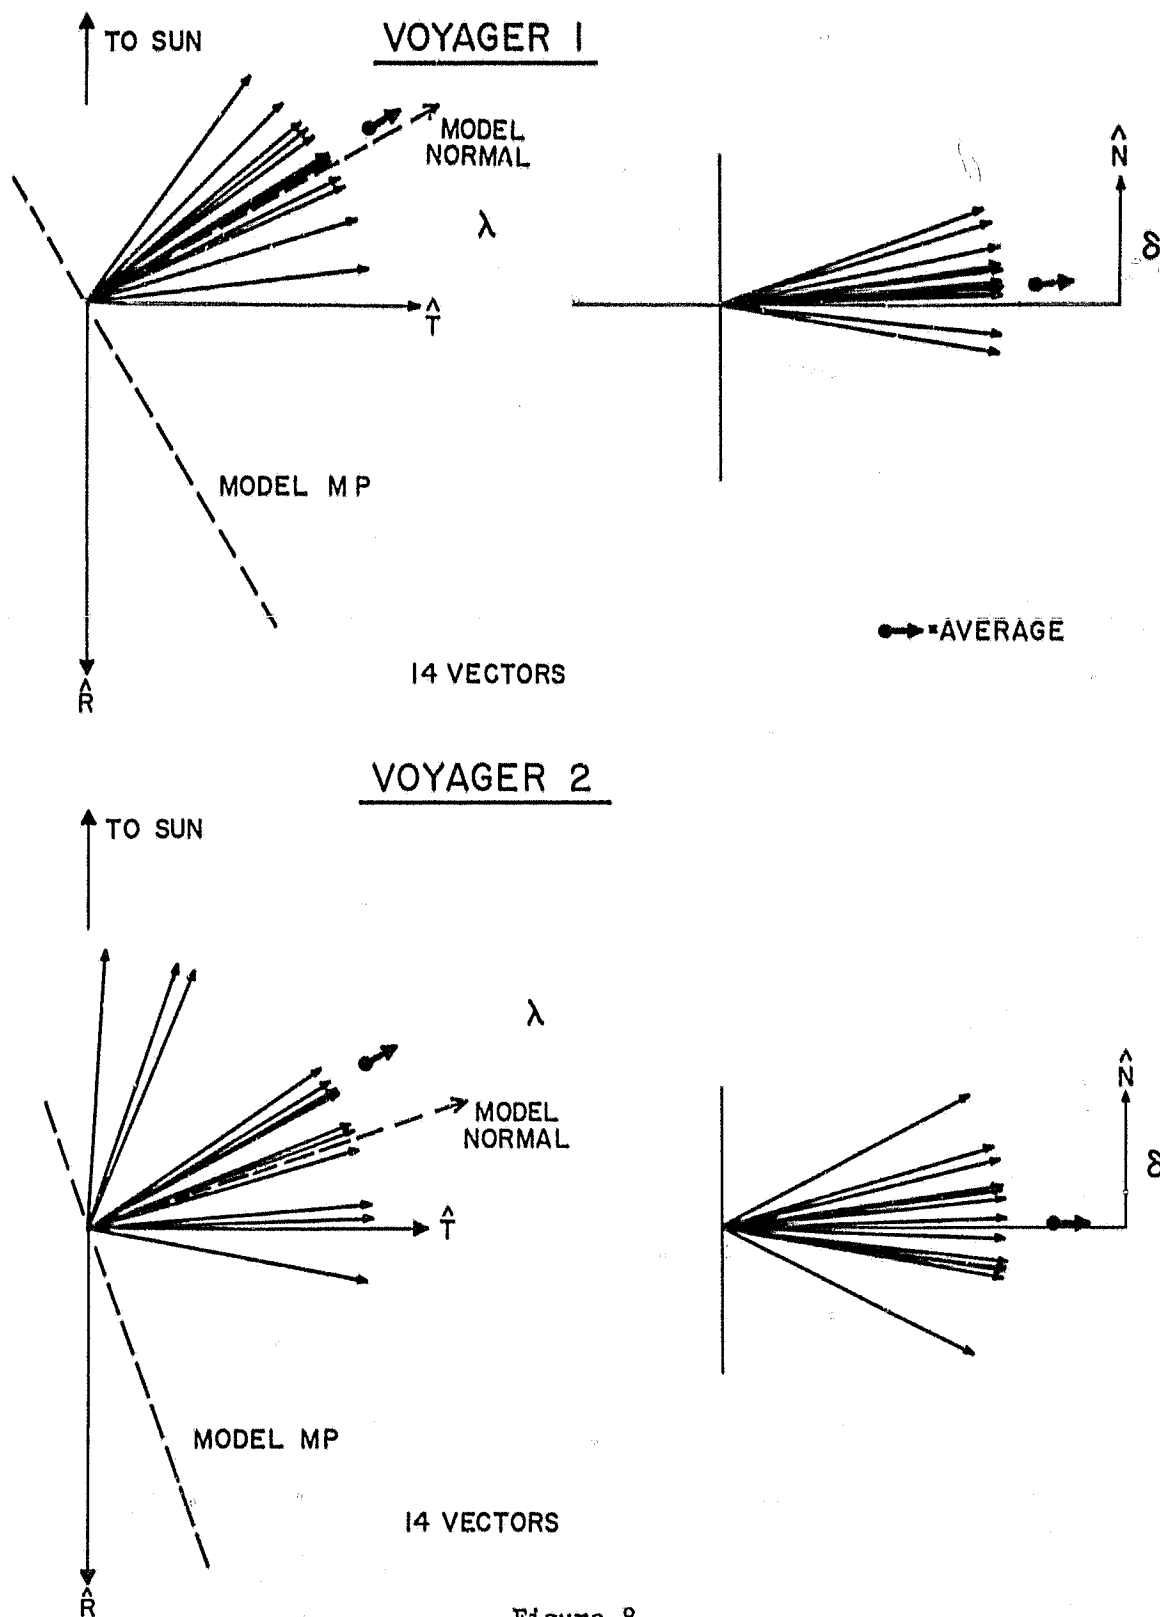 VOYAGER 1
TO SUN
MODEL
NORMAL
λ
T̂
N̂
δ
MODEL MP
•→ = AVERAGE
R̂
14 VECTORS
VOYAGER 2
TO SUN
λ
MODEL
NORMAL
T̂
N̂
δ
MODEL MP
14 VECTORS
R̂
Figure 8